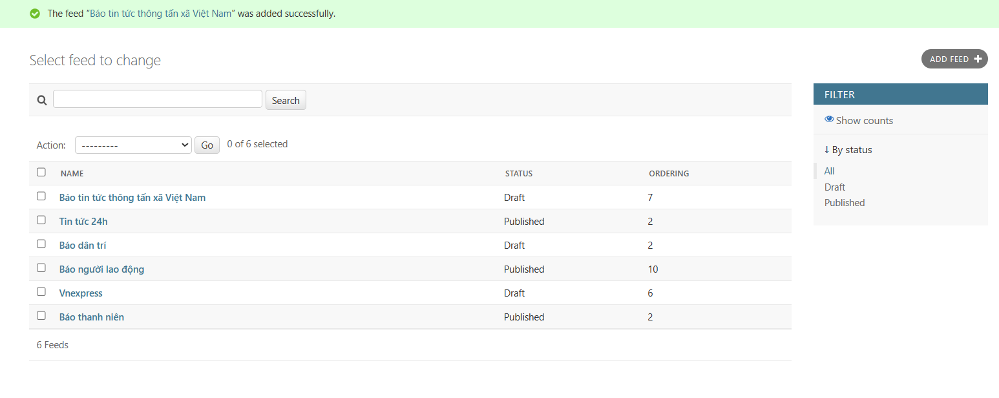 The feed “Báo tin tức thông tấn xã Việt Nam” was added successfully.
Select feed to change
ADD FEED
Search
FILTER
Show counts
Action: --------- Go 0 of 6 selected
↓ By status
All
Draft
Published
NAME STATUS ORDERING
Báo tin tức thông tấn xã Việt Nam Draft 7
Tin tức 24h Published 2
Báo dân trí Draft 2
Báo người lao động Published 10
Vnexpress Draft 6
Báo thanh niên Published 2
6 Feeds